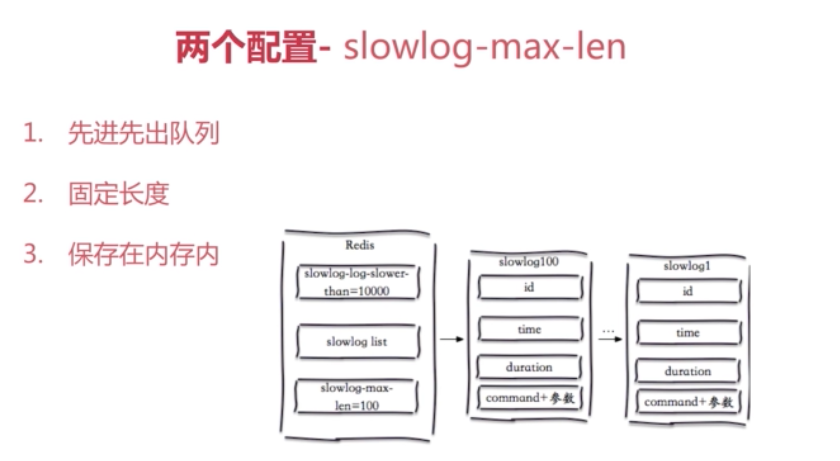 两个配置- slowlog-max-len
1. 先进先出队列
2. 固定长度
3. 保存在内存内
Redis
slowlog-log-slower-
than=10000
slowlog list
slowlog-max-
len=100
slowlog100
id
time
duration
command+参数
...
slowlog1
id
time
duration
command+参数